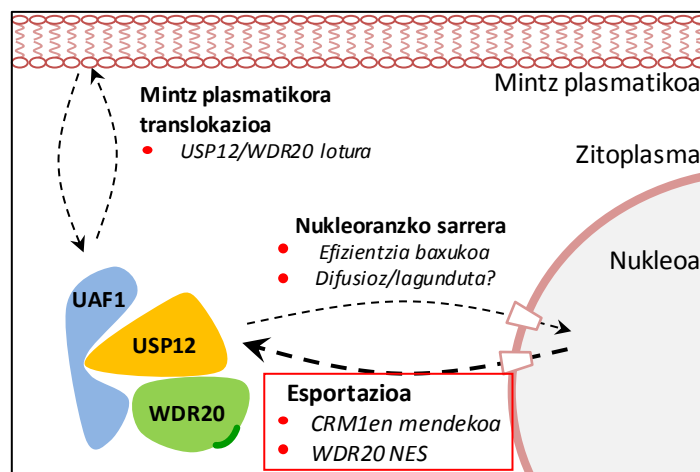 Mintz plasmatikoa
Mintz plasmatikora
translokazioa
USP12/WDR20 lotura
Zitoplasma
Nukleoranzko sarrera
Efizientzia baxukoa
Difusioz/lagunduta?
Nukleoa
UAF1
USP12
WDR20
Esportazioa
CRM1en mendekoa
WDR20 NES